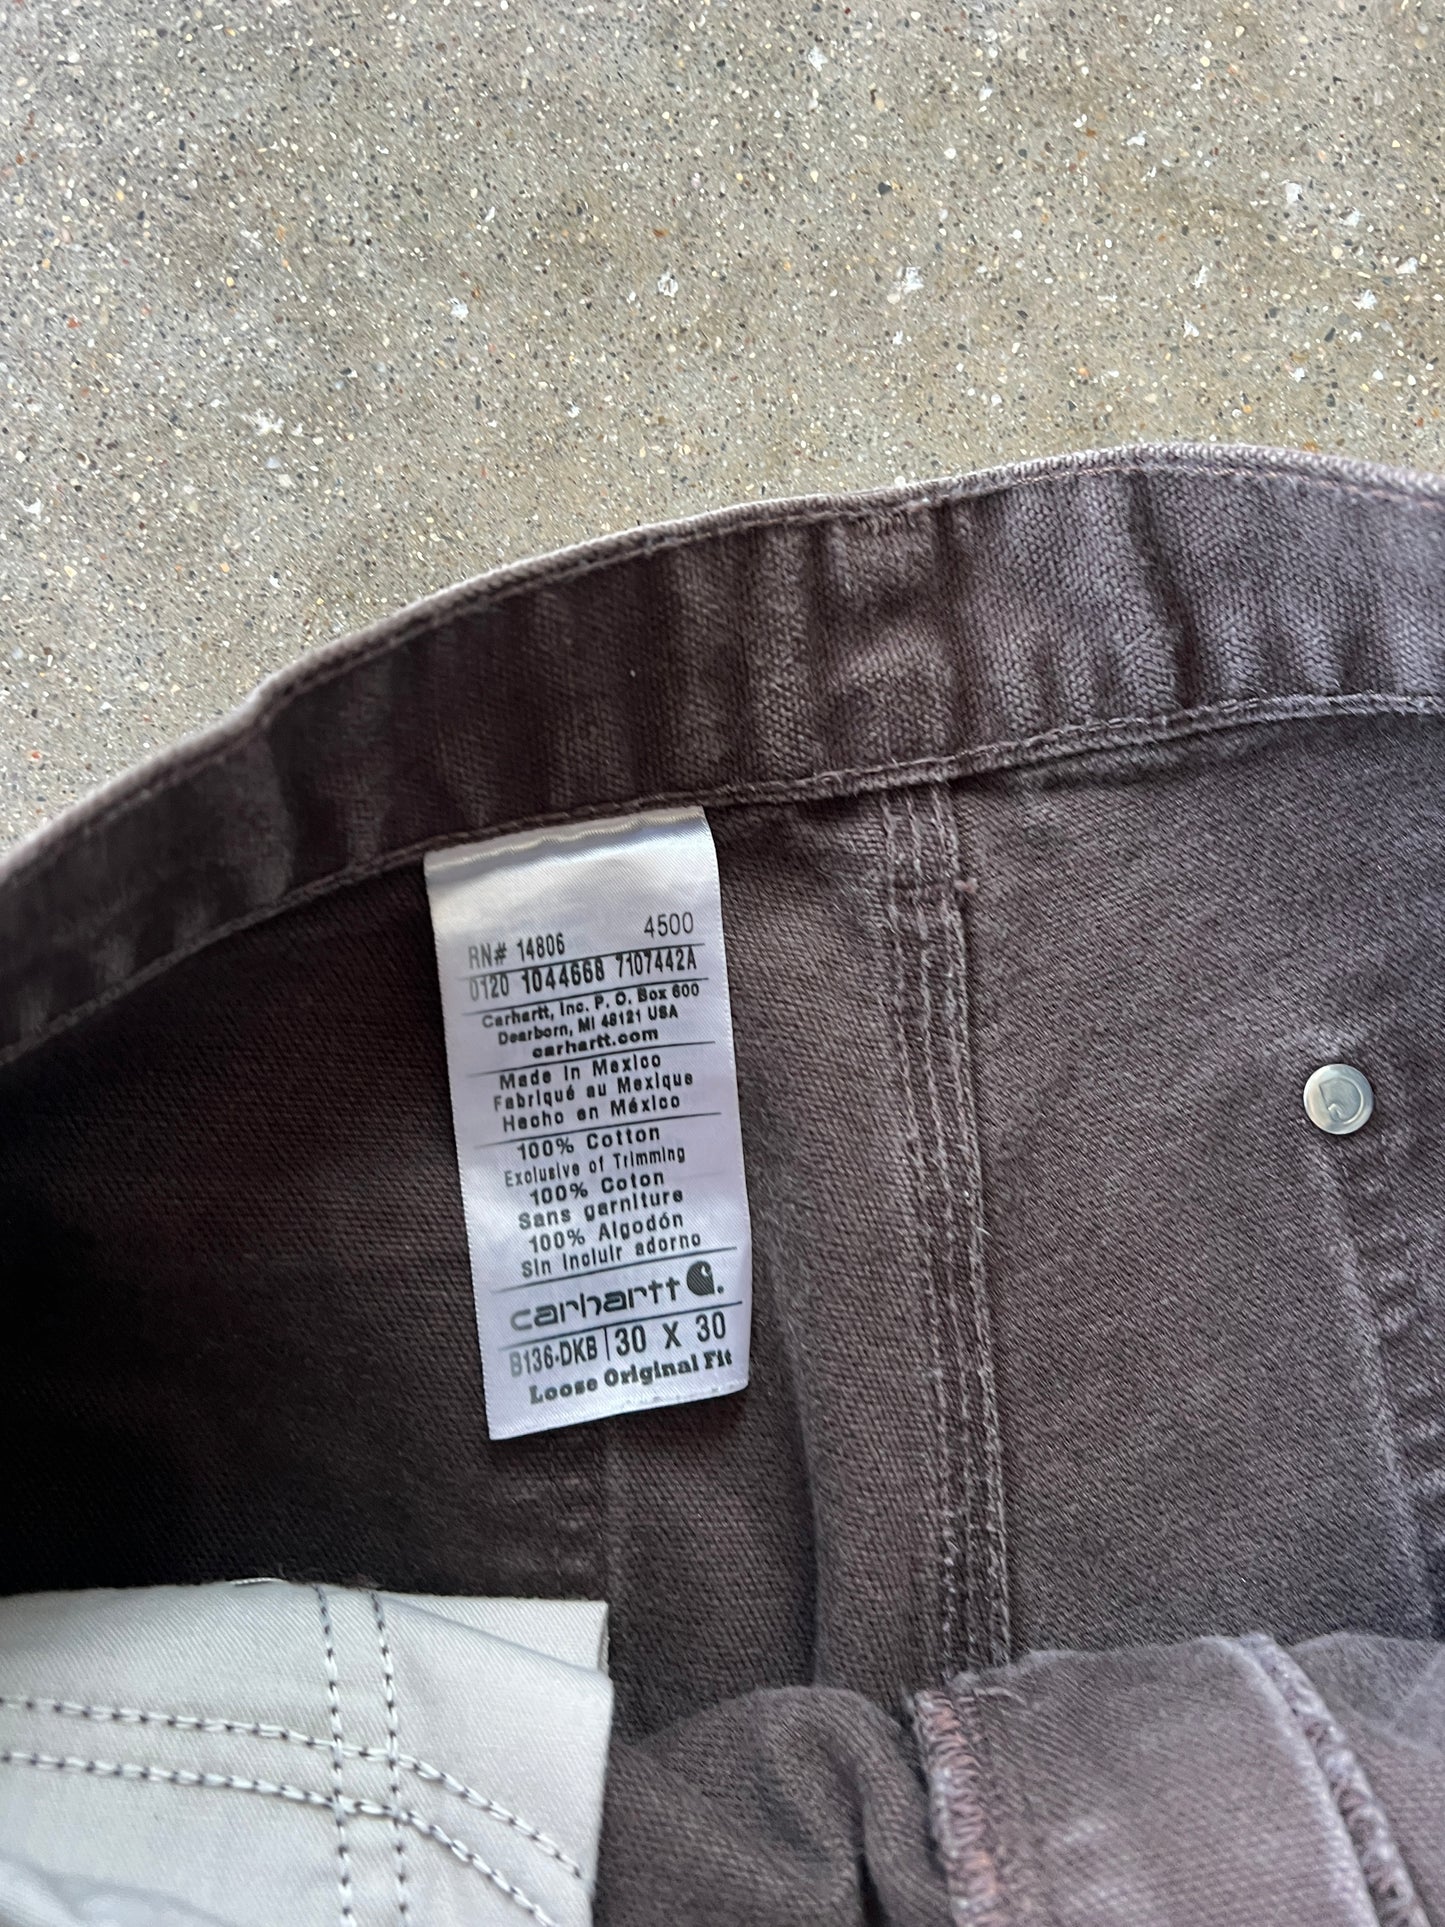 RN# 14806 4500
0120 1044668 7107442A
Carhartt, Inc. P. O. Box 600
Dearborn, MI 48121 USA
carhartt.com
Made in Mexico
Fabriqué au Mexique
Hecho en México
100% Cotton
Exclusive of Trimming
100% Coton
Sans garniture
100% Algodón
Sin incluir adorno
carhartt
B136-DKB 30 X 30
Loose Original Fit